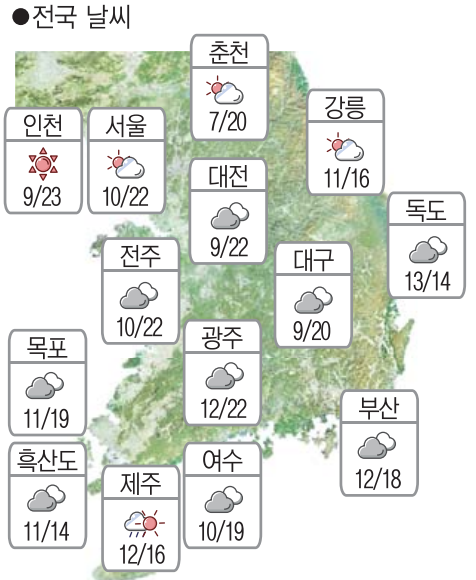 ●전국 날씨
춘천
7/20
인천
9/23
서울
10/22
강릉
11/16
대전
9/22
독도
13/14
전주
10/22
대구
9/20
목포
11/19
광주
12/22
부산
12/18
흑산도
11/14
제주
12/16
여수
10/19